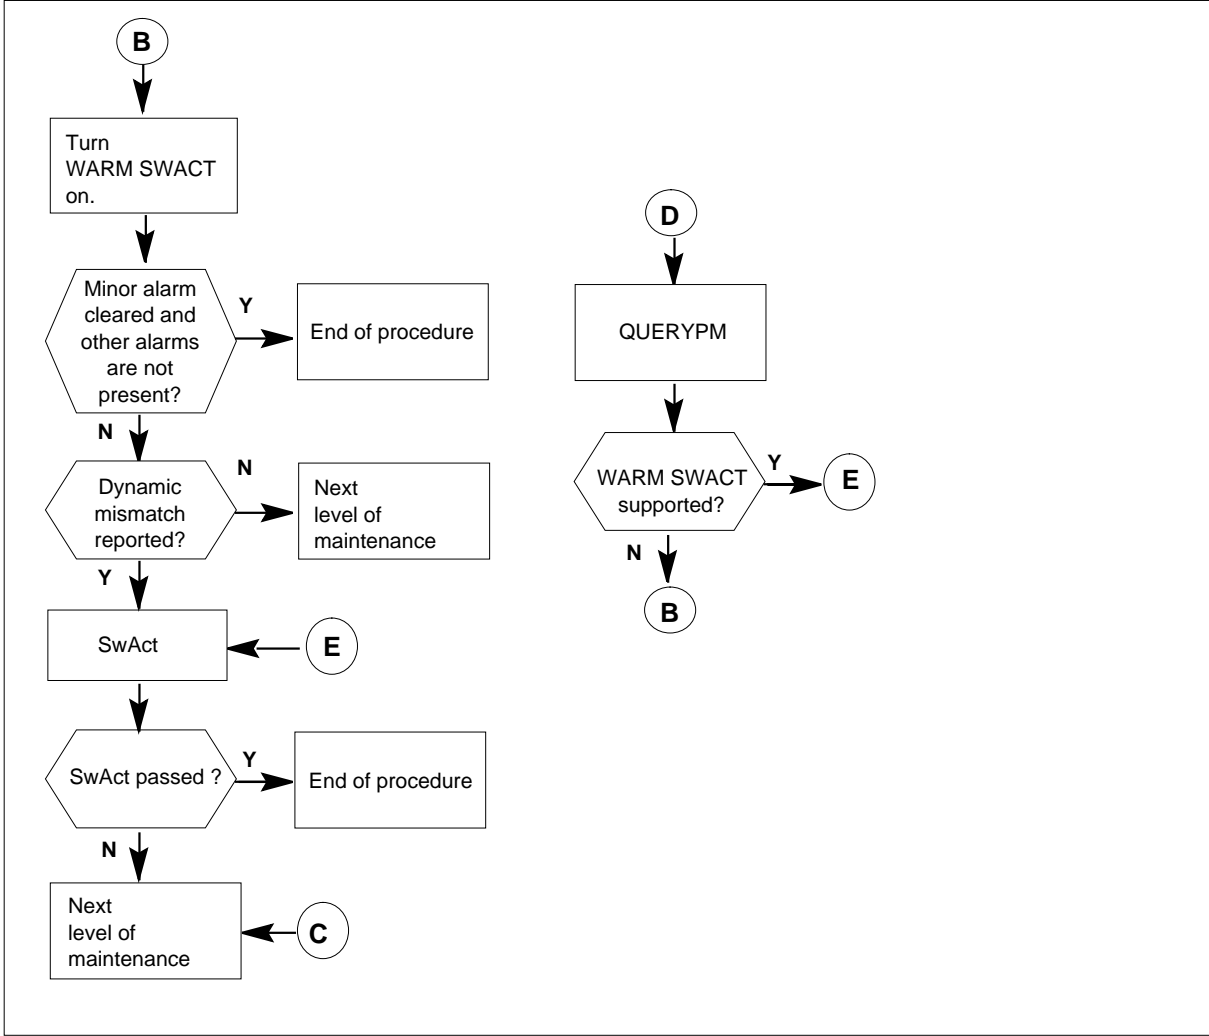 B
Turn
WARM SWACT
on.
Minor alarm
cleared and
other alarms
are not
present?
Y
End of procedure
N
Dynamic
mismatch
reported?
N
Next
level of
maintenance
Y
SwAct
E
SwAct passed ?
Y
End of procedure
N
Next
level of
maintenance
C
D
QUERYPM
WARM SWACT
supported?
Y
E
N
B